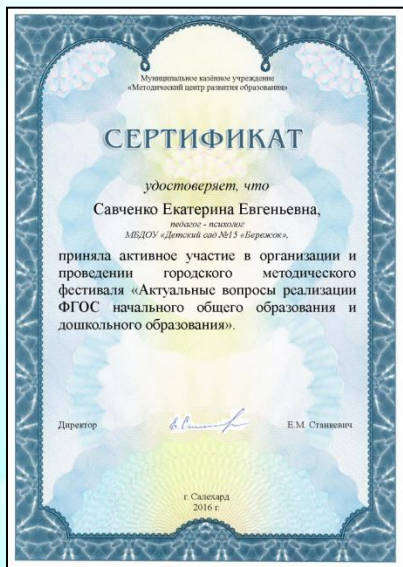 Муниципальное казённое учреждение
«Методический центр развития образования»
СЕРТИФИКАТ
удостоверяет, что
Савченко Екатерина Евгеньевна,
педагог - психолог
МБДОУ «Детский сад №15 «Бережок»,
приняла активное участие в организации и
проведении городского методического
фестиваля «Актуальные вопросы реализации
ФГОС начального общего образования и
дошкольного образования».
Директор Е.М. Станкевич
г. Салехард
2016 г.